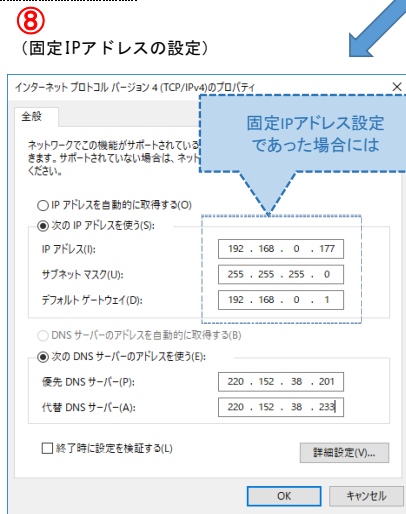 ⑧
（固定IPアドレスの設定）
インターネット プロトコル バージョン 4 (TCP/IPv4)のプロパティ
×
全般
固定IPアドレス設定
であった場合には
ネットワークでこの機能がサポートされている
きます。サポートされていない場合は、ネット
ください。
IP アドレスを自動的に取得する(O)
次の IP アドレスを使う(S):
IP アドレス(I): 192 . 168 . 0 . 177
サブネット マスク(U): 255 . 255 . 255 . 0
デフォルト ゲートウェイ(D): 192 . 168 . 0 . 1
DNS サーバーのアドレスを自動的に取得する(B)
次の DNS サーバーのアドレスを使う(E):
優先 DNS サーバー(P): 220 . 152 . 38 . 201
代替 DNS サーバー(A): 220 . 152 . 38 . 233
終了時に設定を検証する(L)
詳細設定(V)...
OK
キャンセル